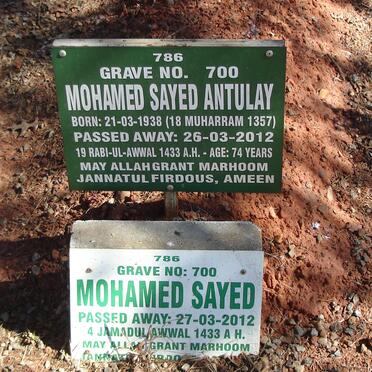 786
GRAVE NO. 700
MOHAMED SAYED ANTULAY
BORN: 21-03-1938 (18 MUHARRAM 1357)
PASSED AWAY: 26-03-2012
19 RABI-UL-AWWAL 1433 A.H. - AGE: 74 YEARS
MAY ALLAH GRANT MARHOOM
JANNATUL FIRDOUS, AMEEN
786
GRAVE NO: 700
MOHAMED SAYED
PASSED AWAY: 27-03-2012
4 JAMADUL AWWAL 1433 A H.
MAY ALLAH GRANT MARHOOM
JANNATU